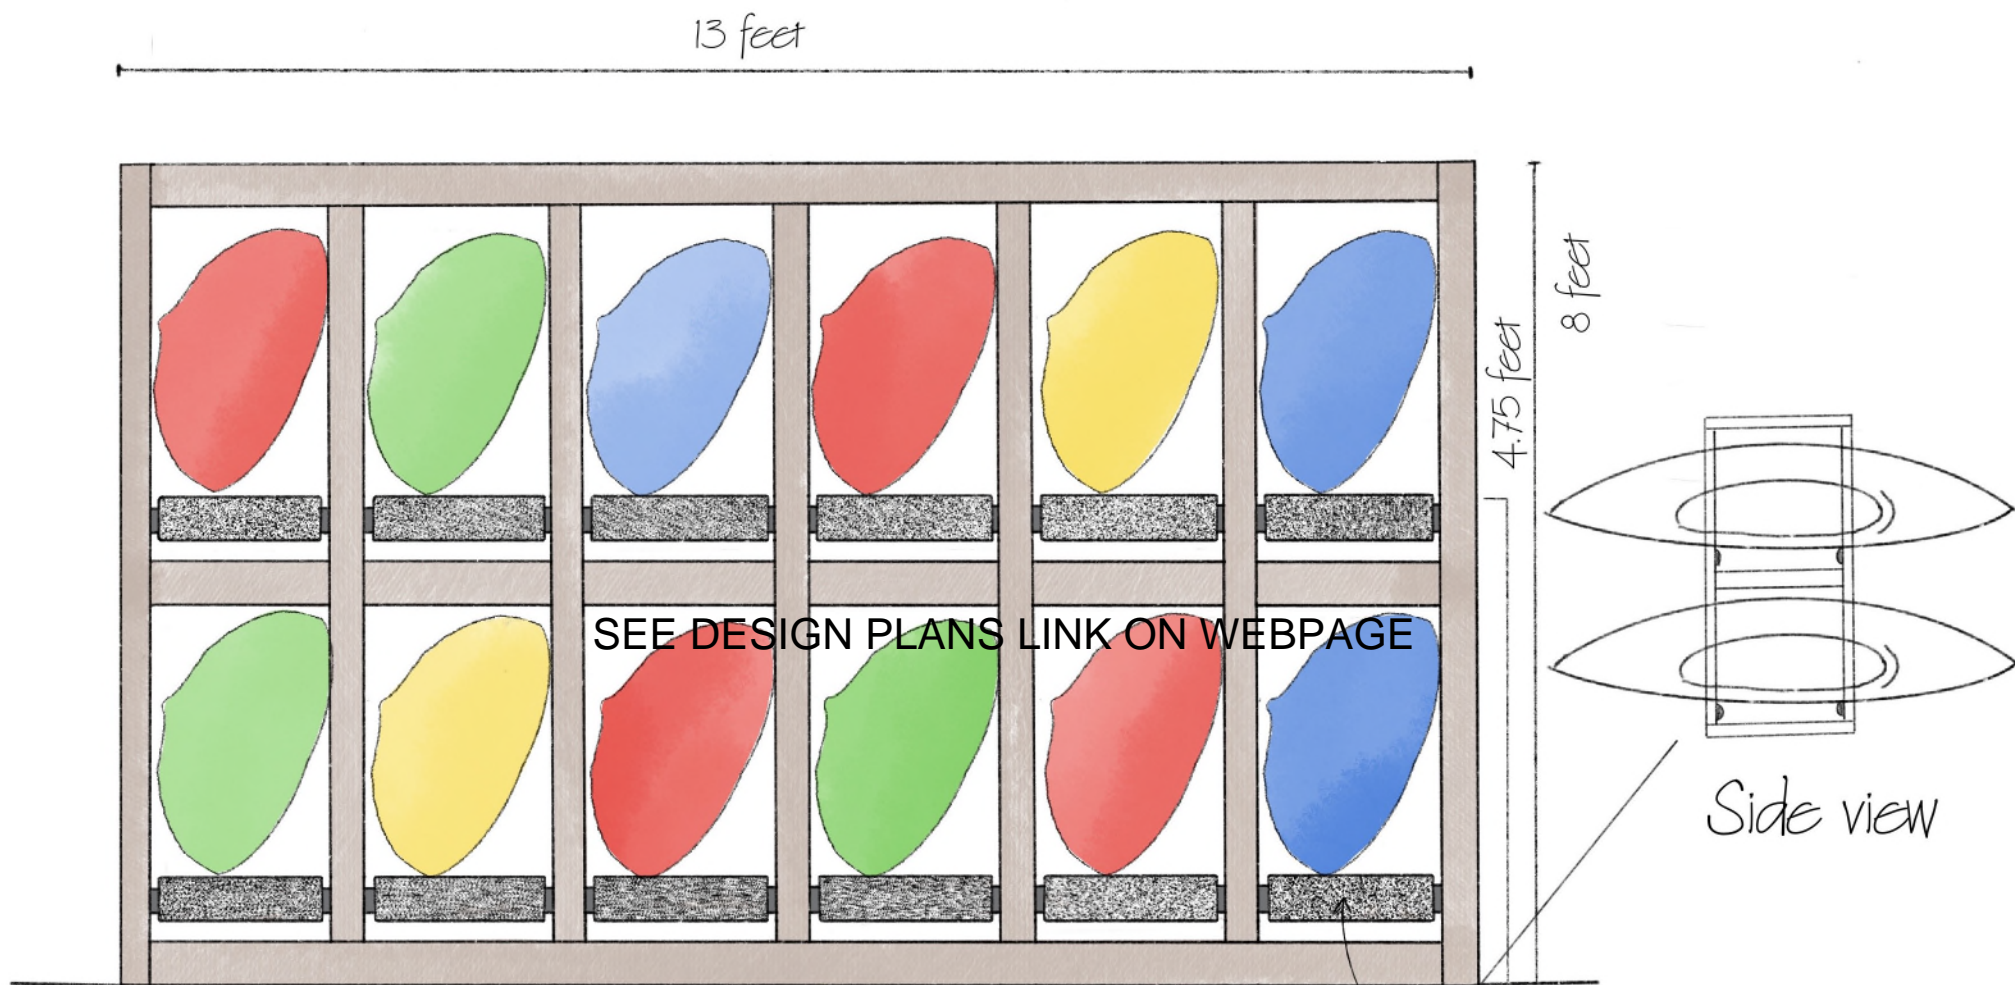 13 feet
8 feet
4.75 feet
SEE DESIGN PLANS LINK ON WEBPAGE
Side view